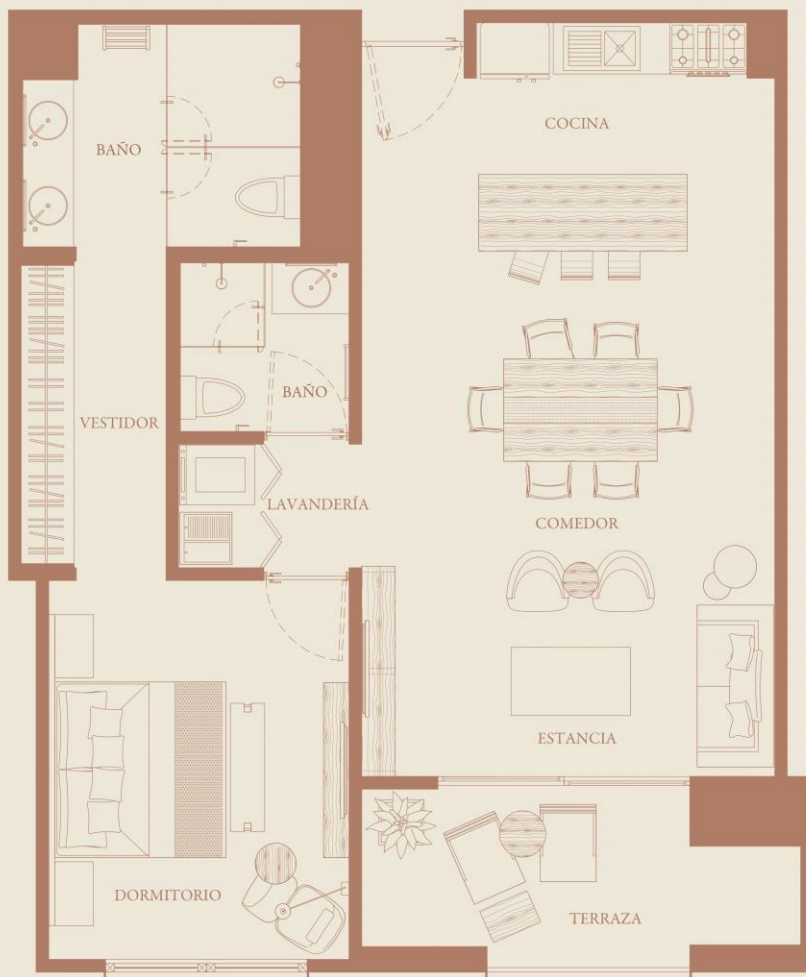 COCINA
BAÑO
BAÑO
VESTIDOR
LAVANDERÍA
COMEDOR
ESTANCIA
DORMITORIO
TERRAZA